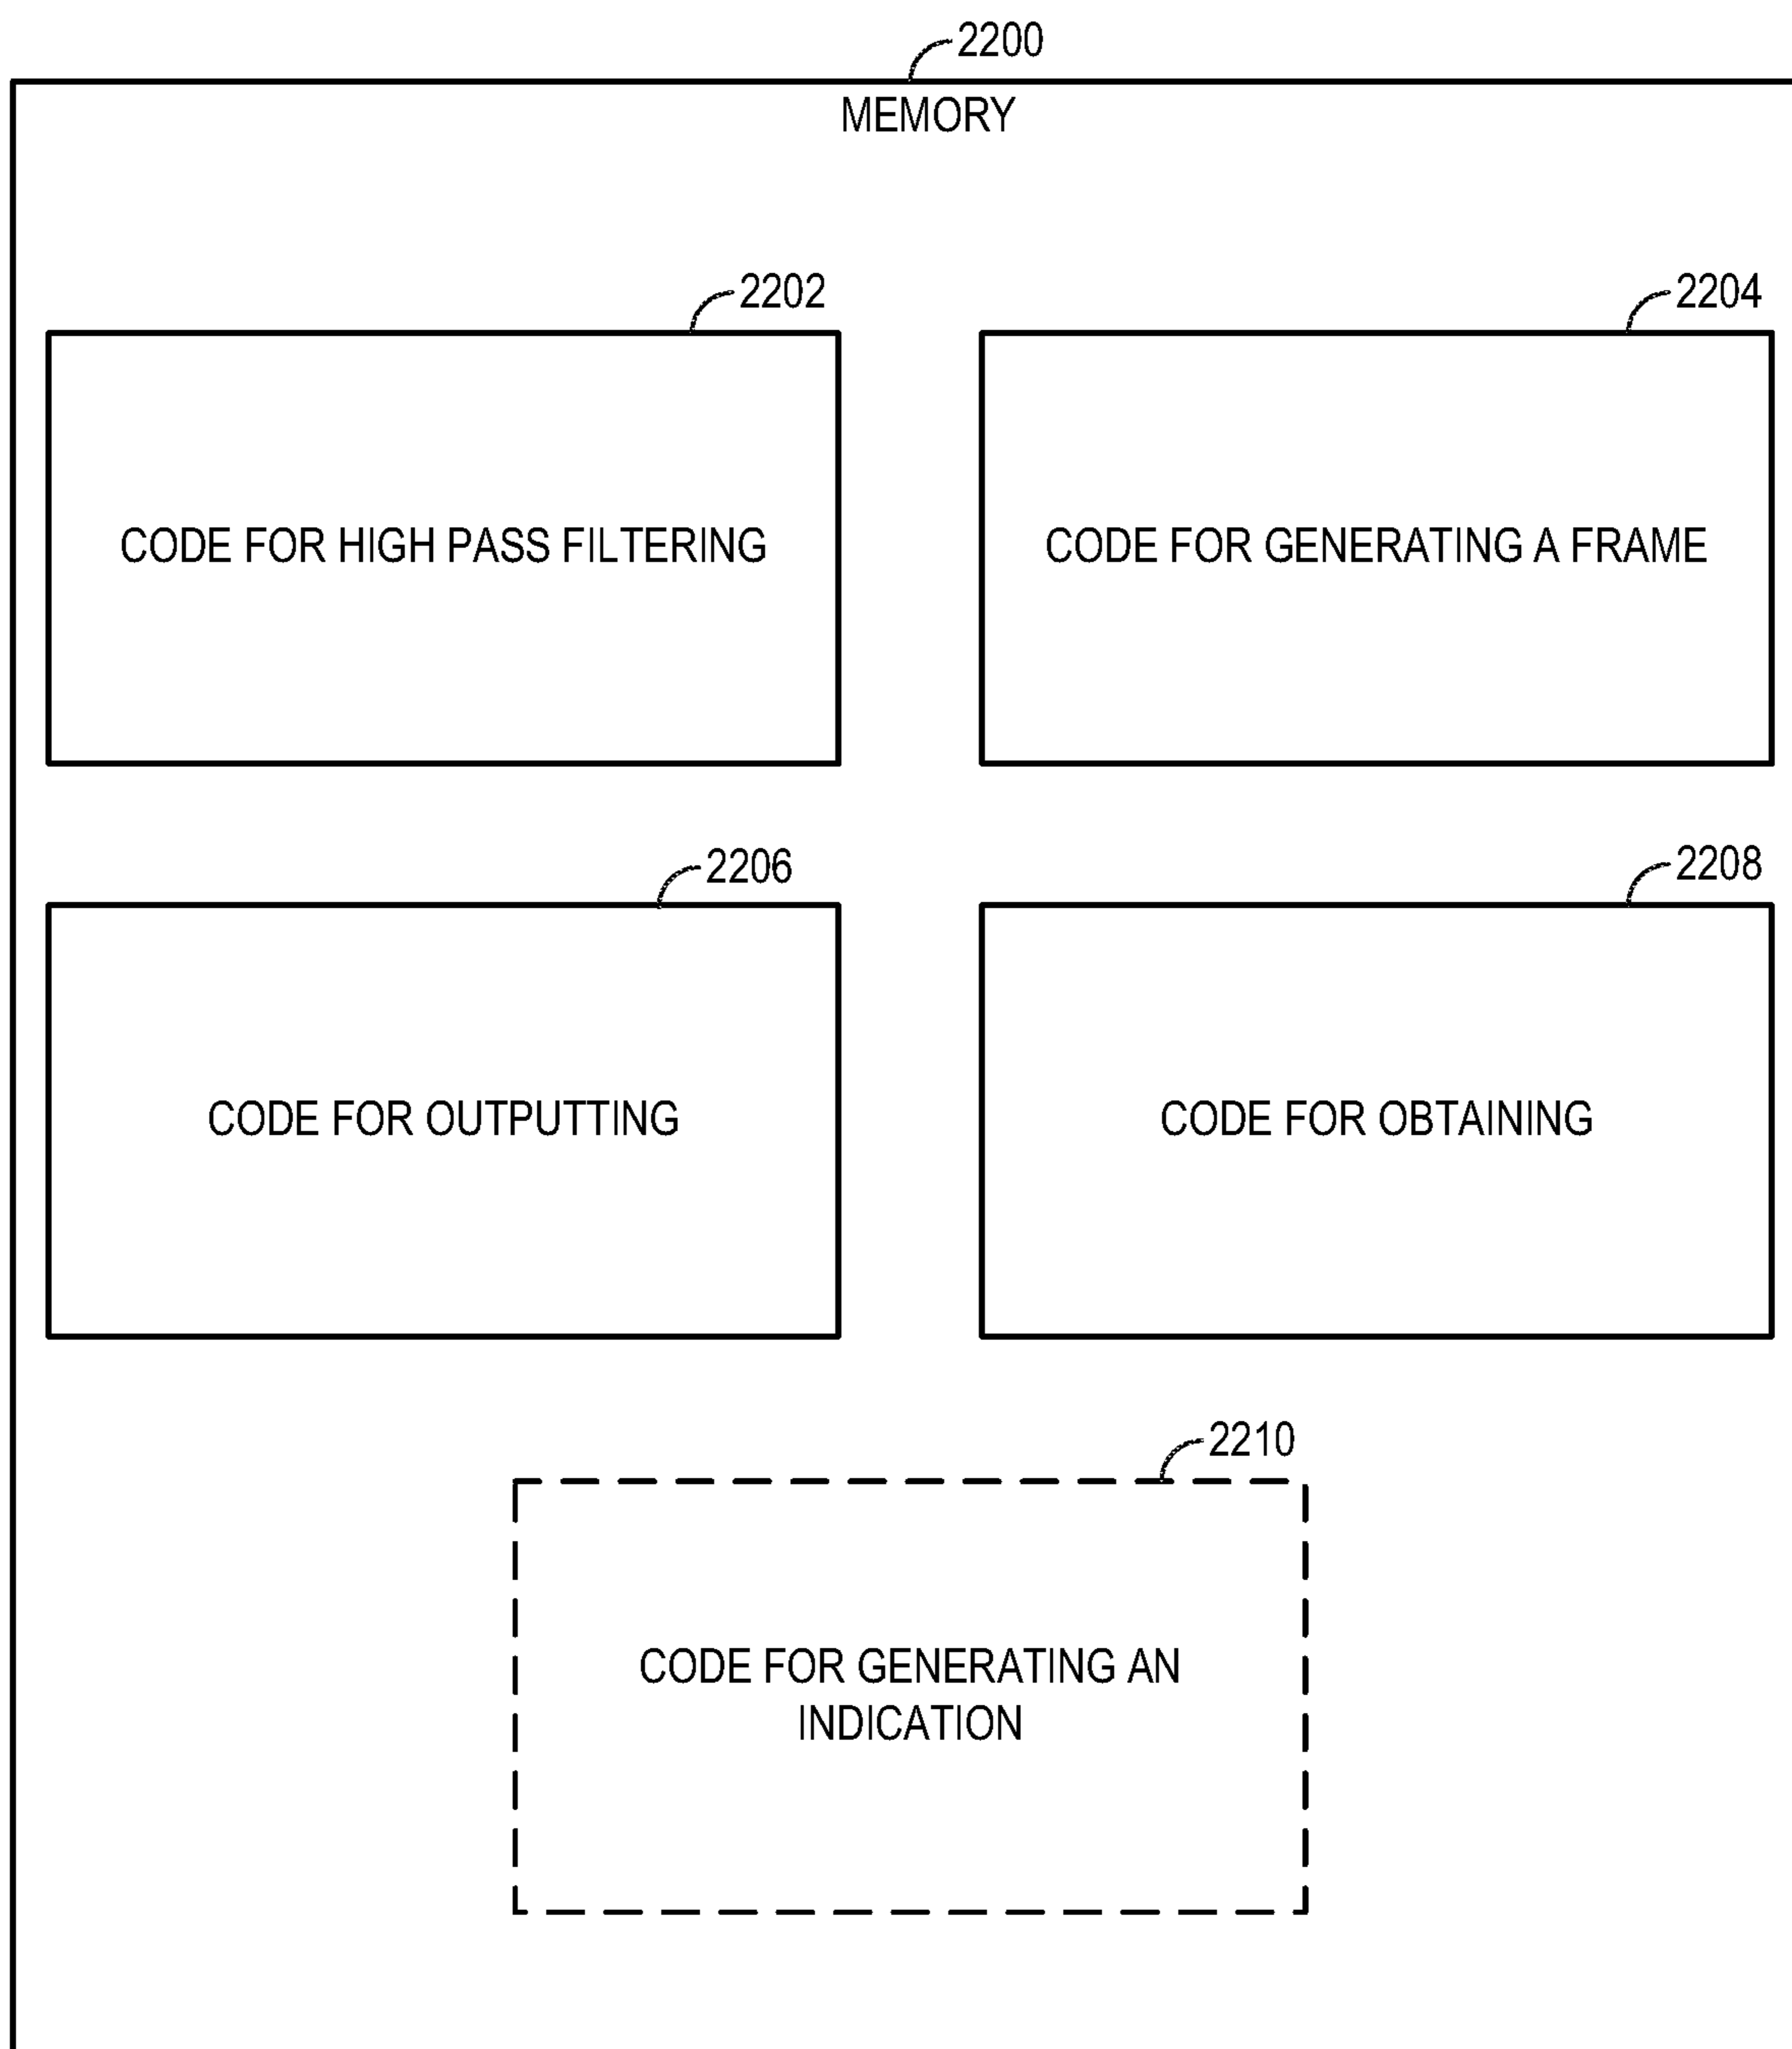 2200
MEMORY
2202
2204
CODE FOR HIGH PASS FILTERING
CODE FOR GENERATING A FRAME
2206
2208
CODE FOR OUTPUTTING
CODE FOR OBTAINING
2210
CODE FOR GENERATING AN
INDICATION